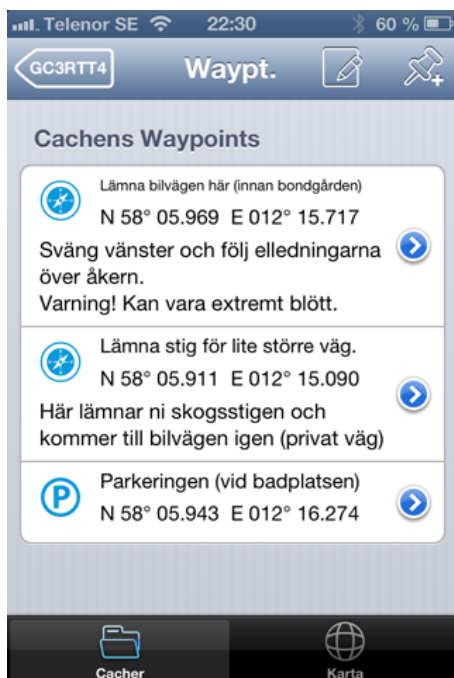 Telenor SE 22:30 60 %
GC3RTT4 Waypt.
Cachens Waypoints
Lämna bilvägen här (innan bondgården)
N 58° 05.969 E 012° 15.717
Sväng vänster och följ elledningarna
över åkern.
Varning! Kan vara extremt blött.
Lämna stig för lite större väg.
N 58° 05.911 E 012° 15.090
Här lämnar ni skogsstigen och
kommer till bilvägen igen (privat väg)
P Parkeringen (vid badplatsen)
N 58° 05.943 E 012° 16.274
Cacher Karta